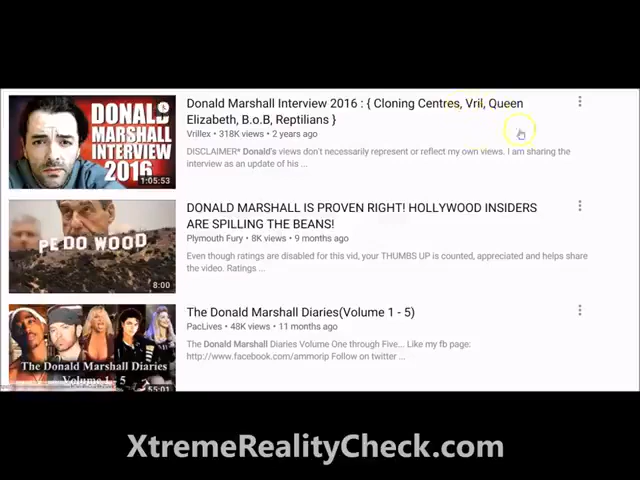 DONALD
MARSHALL
INTERVIEW
2016
1:05:53
Donald Marshall Interview 2016 : { Cloning Centres, Vril, Queen
Elizabeth, B.o.B, Reptilians }
Vrillex • 318K views • 2 years ago
DISCLAIMER* Donald's views don't necessarily represent or reflect my own views. I am sharing the
interview as an update of his ...
PEDO WOOD
8:00
DONALD MARSHALL IS PROVEN RIGHT! HOLLYWOOD INSIDERS
ARE SPILLING THE BEANS!
Plymouth Fury • 8K views • 9 months ago
Even though ratings are disabled for this vid, your THUMBS UP is counted, appreciated and helps share
the video. Ratings ...
The Donald Marshall Diaries
Volume 1 - 5
55:01
The Donald Marshall Diaries(Volume 1 - 5)
PacLives • 48K views • 11 months ago
The Donald Marshall Diaries Volume One through Five... Like my fb page:
http://www.facebook.com/ammorip Follow on twitter ...
XtremeRealityCheck.com